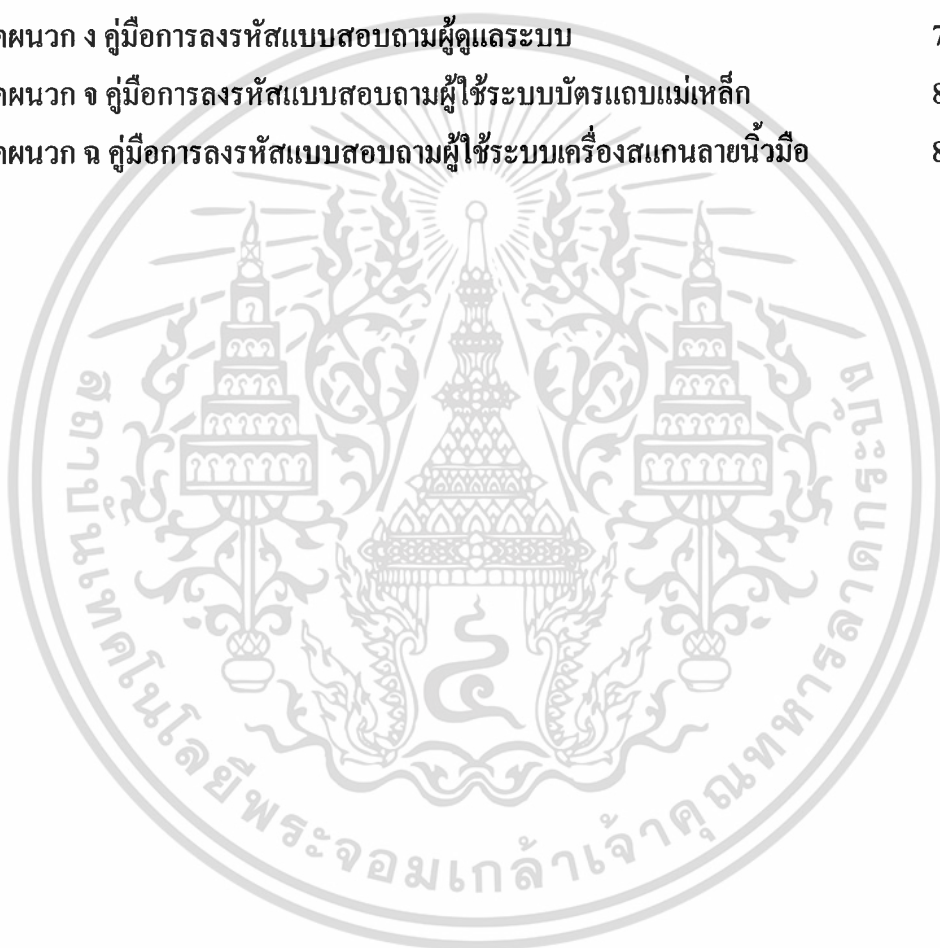 คผนวก ง คู่มือการลงรหัสแบบสอบถามผู้ดูแลระบบ 7
คผนวก จ คู่มือการลงรหัสแบบสอบถามผู้ใช้ระบบบัตรแถบแม่เหล็ก 8
คผนวก ฉ คู่มือการลงรหัสแบบสอบถามผู้ใช้ระบบเครื่องสแกนลายนิ้วมือ 8
สถาบันเทคโนโลยีพระจอมเกล้าเจ้าคุณทหารลาดกระบัง
๔